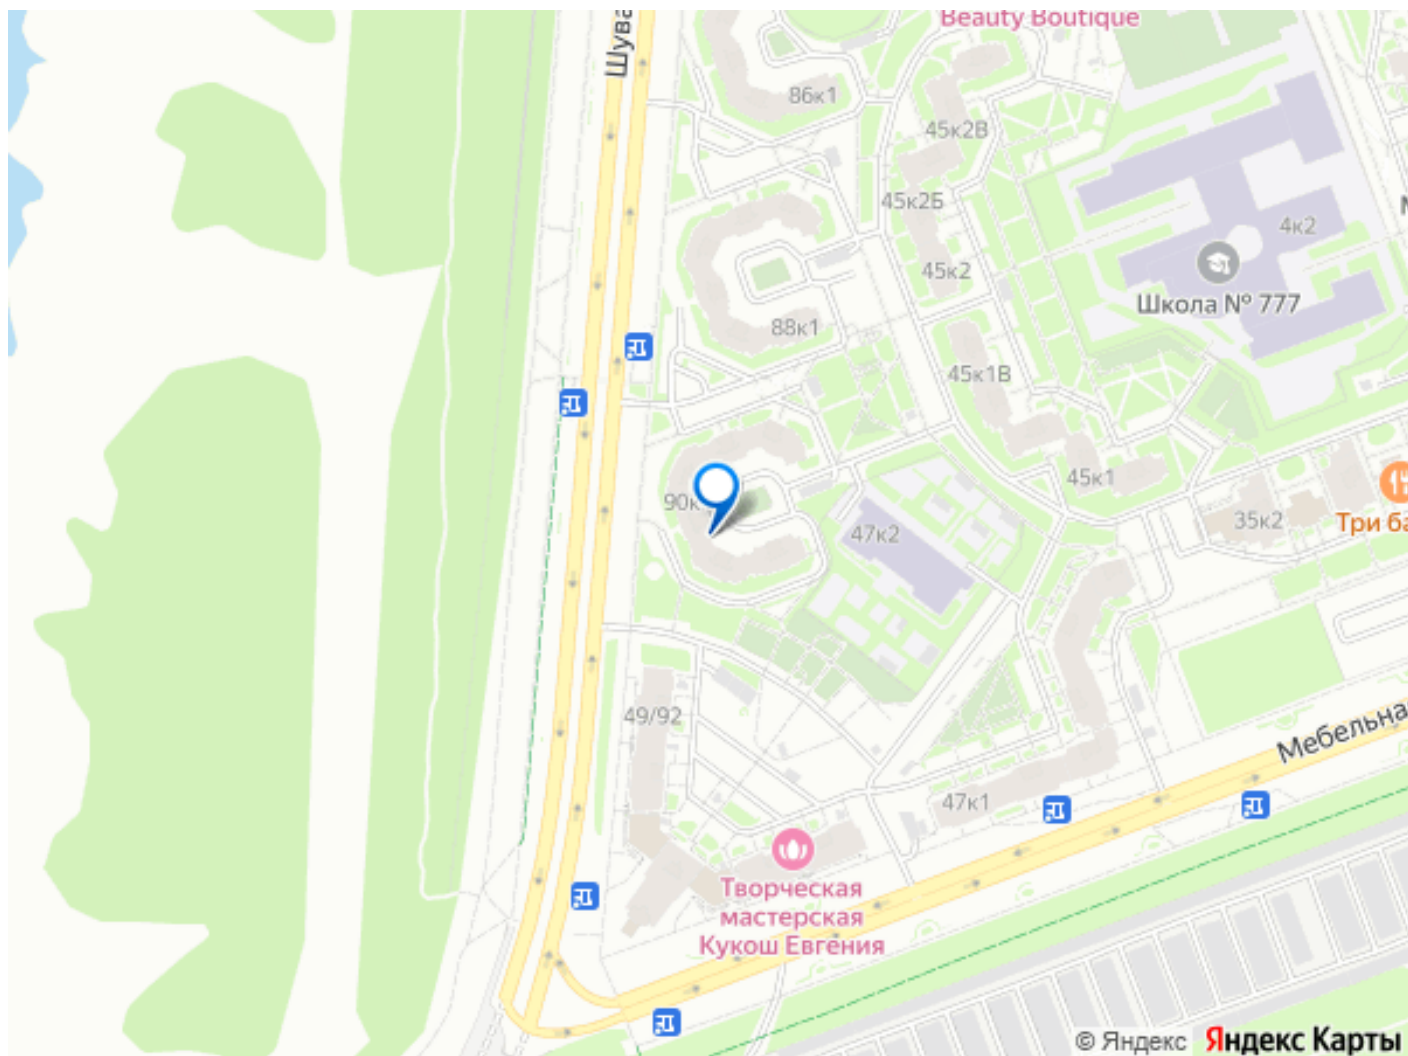 Beauty Boutique
Шува
86к1
45к2В
45к2Б
4к2
45к2
Школа № 777
88к1
45к1В
45к1
90к
35к2
Три ба
47к2
49/92
Мебельна
47к1
Творческая
мастерская
Кукош Евгения
© Яндекс Яндекс Карты